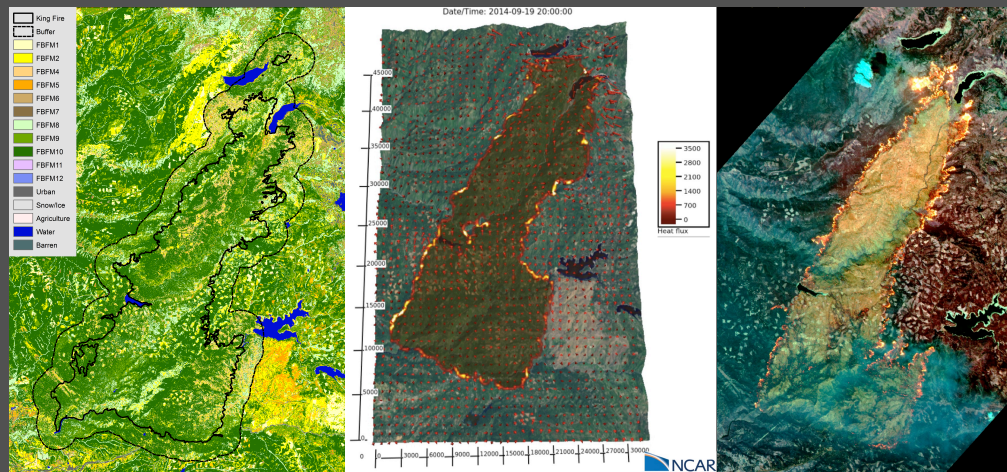 King Fire
Buffer
FBFM1
FBFM2
FBFM4
FBFM5
FBFM6
FBFM7
FBFM8
FBFM9
FBFM10
FBFM11
FBFM12
Urban
Snow/Ice
Agriculture
Water
Barren
Date/Time: 2014-09-19 20:00:00
45000
40000
35000
30000
25000
20000
15000
10000
5000
0
0 3000 6000 9000 12000 15000 18000 21000 24000 27000 30000
3500
2800
1400
700
0
Heat flux
NCAR